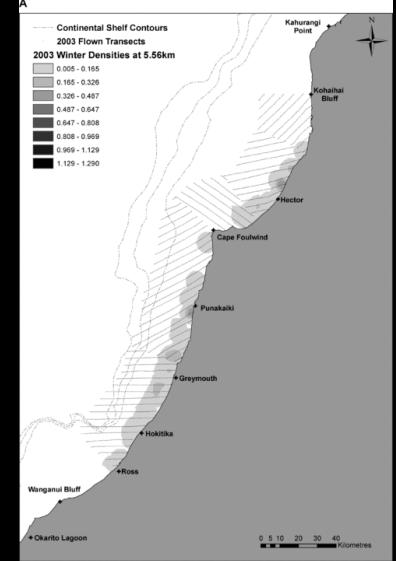 A
Continental Shelf Contours
2003 Flown Transects
2003 Winter Densities at 5.56km
0.005 - 0.165
0.165 - 0.326
0.326 - 0.487
0.487 - 0.647
0.647 - 0.808
0.808 - 0.969
0.969 - 1.129
1.129 - 1.290
Kahurangi
Point
N
Kohaihai
Bluff
Hector
Cape Foulwind
Punakaiki
Greymouth
Hokitika
Ross
Wanganui Bluff
Okarito Lagoon
0 5 10 20 30 40
Kilometres